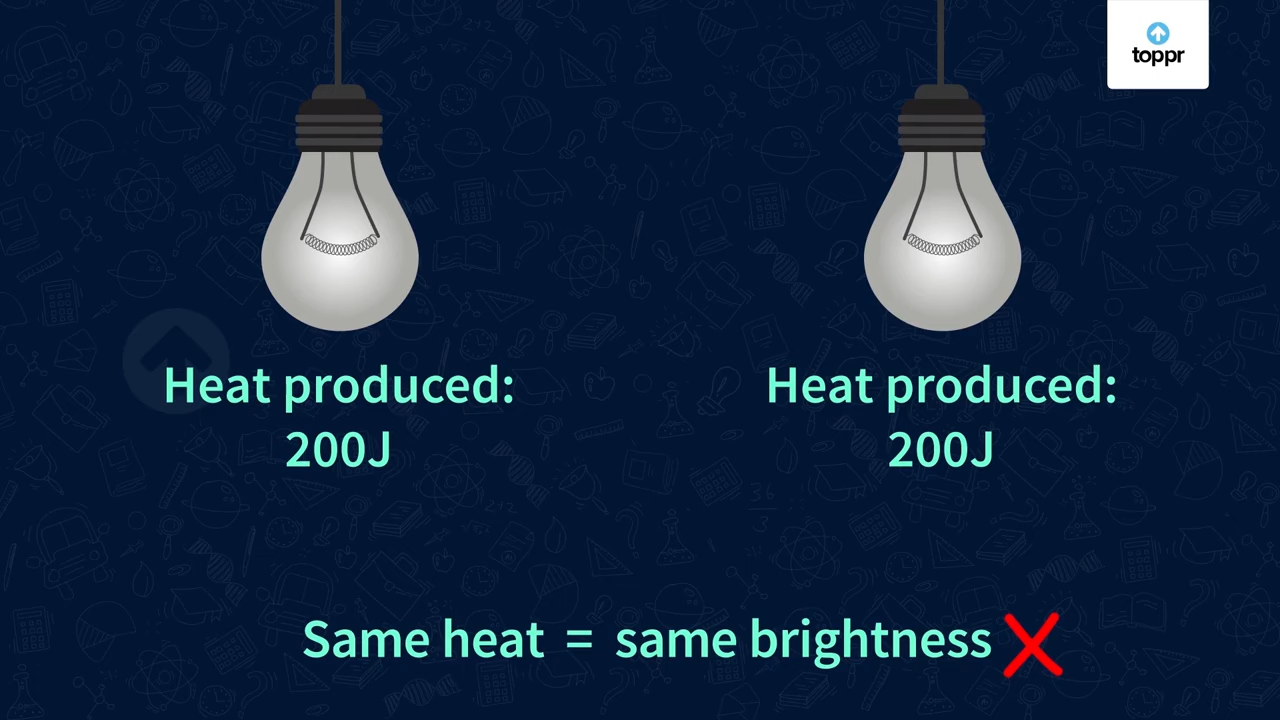 toppr
Heat produced:
200J
Heat produced:
200J
Same heat = same brightness